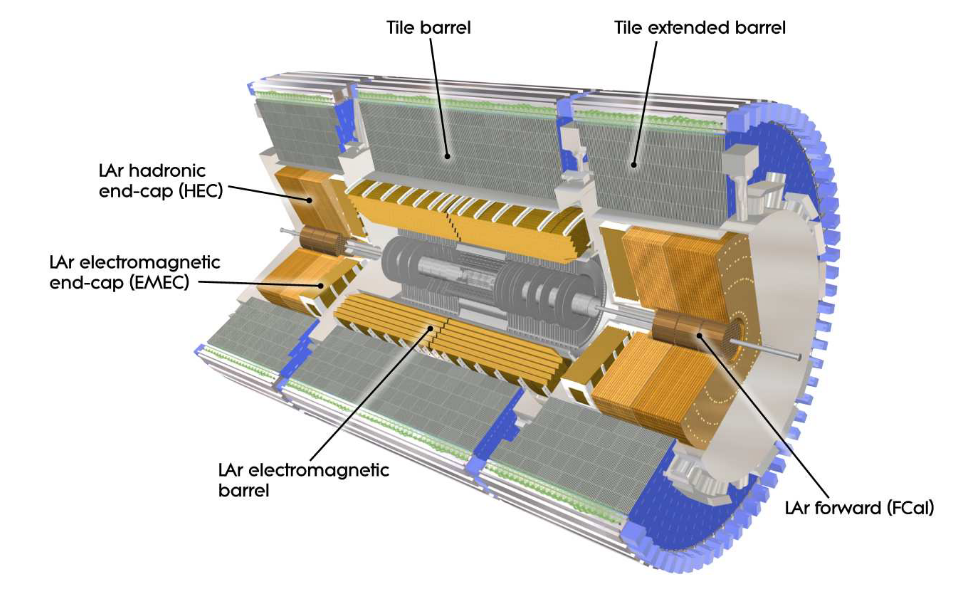 Tile barrel
Tile extended barrel
LAr hadronic
end-cap (HEC)
LAr electromagnetic
end-cap (EMEC)
LAr electromagnetic
barrel
LAr forward (FCal)